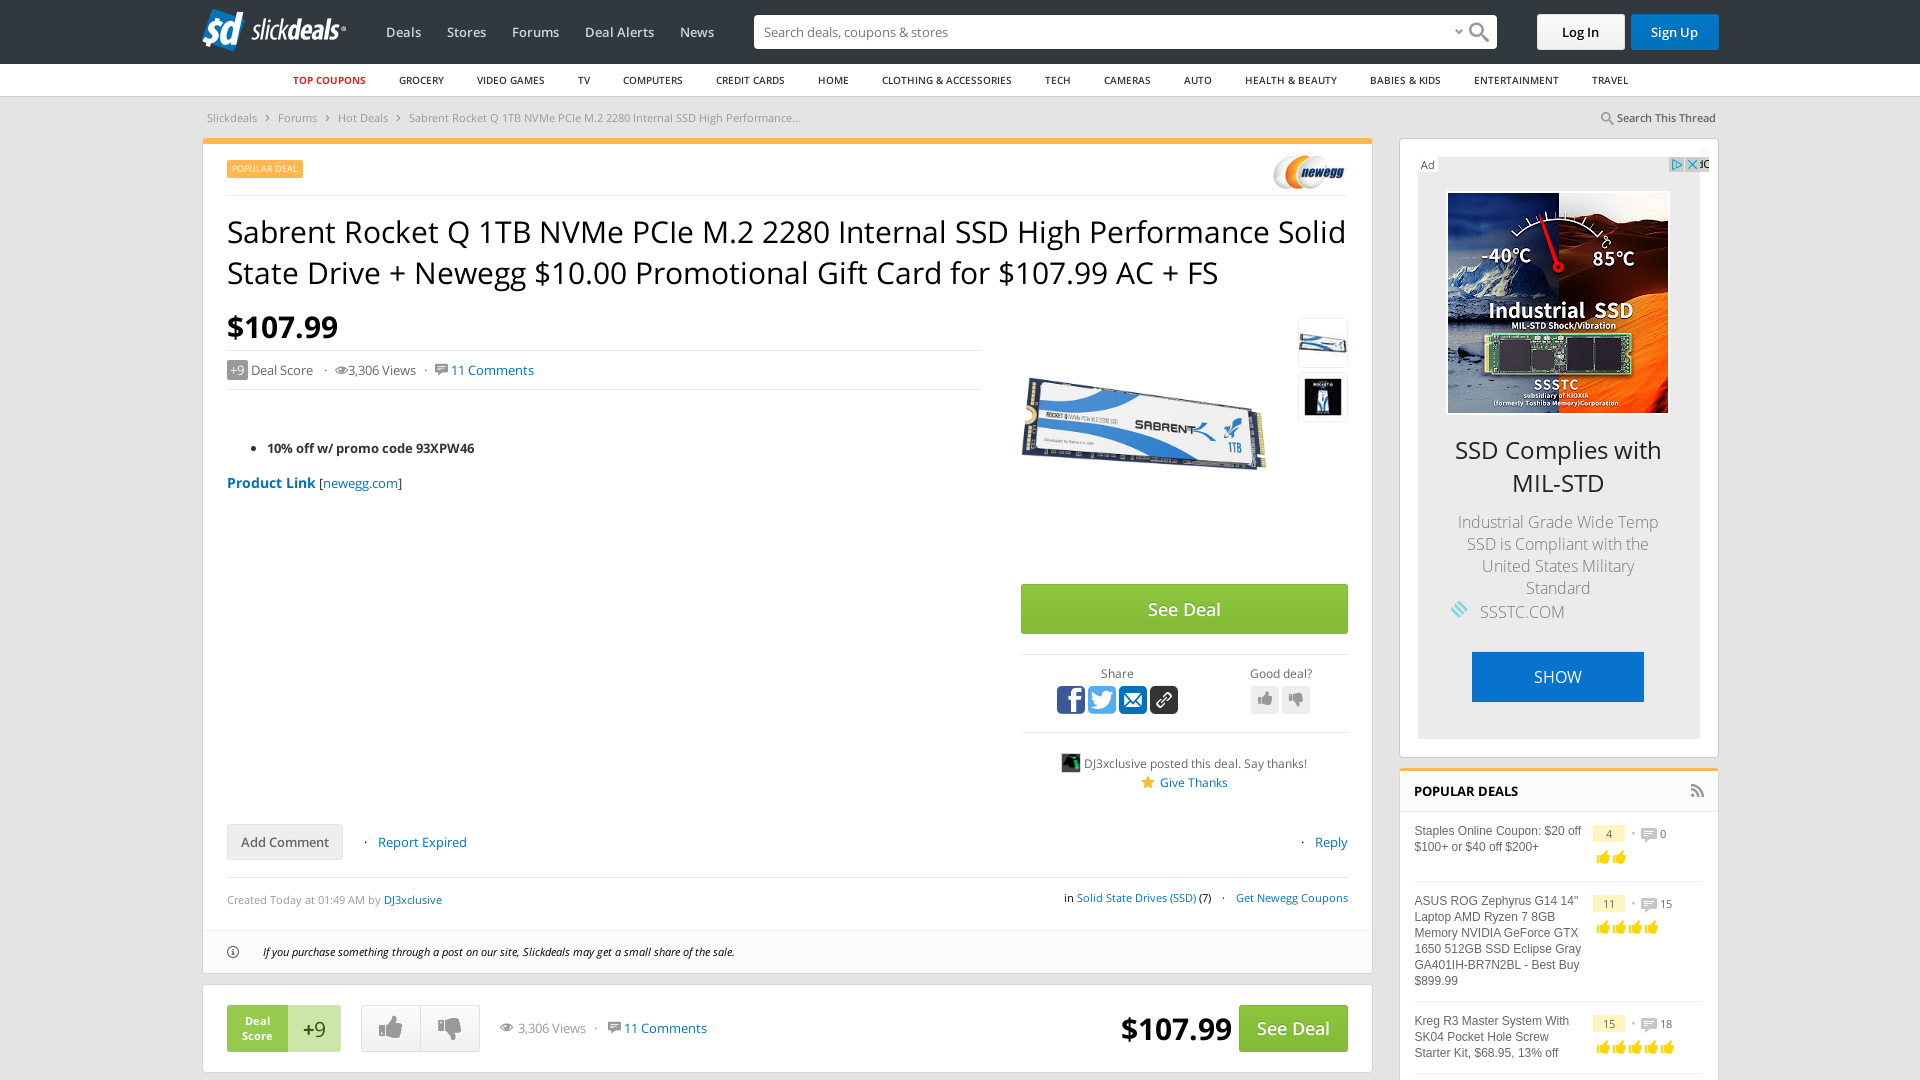 sd slickdeals
Deals
Stores
Forums
Deal Alerts
News
Search deals, coupons & stores
Log In
Sign Up
TOP COUPONS
GROCERY
VIDEO GAMES
TV
COMPUTERS
CREDIT CARDS
HOME
CLOTHING & ACCESSORIES
TECH
CAMERAS
AUTO
HEALTH & BEAUTY
BABIES & KIDS
ENTERTAINMENT
TRAVEL
Slickdeals > Forums > Hot Deals > Sabrent Rocket Q 1TB NVMe PCIe M.2 2280 Internal SSD High Performance...
Search This Thread
POPULAR DEAL
newegg
Sabrent Rocket Q 1TB NVMe PCIe M.2 2280 Internal SSD High Performance Solid
State Drive + Newegg $10.00 Promotional Gift Card for $107.99 AC + FS
$107.99
+9 Deal Score · 3,306 Views · 11 Comments
• 10% off w/ promo code 93XPW46
Product Link [newegg.com]
SABRENT
1TB
See Deal
Share
Good deal?
DJ3xclusive posted this deal. Say thanks!
Give Thanks
Add Comment · Report Expired
· Reply
Created Today at 01:49 AM by DJ3xclusive
in Solid State Drives (SSD) (7) · Get Newegg Coupons
If you purchase something through a post on our site, Slickdeals may get a small share of the sale.
Deal
Score
+9
3,306 Views · 11 Comments
$107.99
See Deal
Ad
-40°C
85°C
Industrial SSD
MIL-STD Shock/Vibration
SSSTC
subsidiary of KIOXIA
(formerly Toshiba Memory)Corporation
SSD Complies with
MIL-STD
Industrial Grade Wide Temp
SSD is Compliant with the
United States Military
Standard
SSSTC.COM
SHOW
POPULAR DEALS
Staples Online Coupon: $20 off
$100+ or $40 off $200+
4 • 0
ASUS ROG Zephyrus G14 14"
Laptop AMD Ryzen 7 8GB
Memory NVIDIA GeForce GTX
1650 512GB SSD Eclipse Gray
GA401IH-BR7N2BL - Best Buy
$899.99
11 • 15
Kreg R3 Master System With
SK04 Pocket Hole Screw
Starter Kit, $68.95, 13% off
15 • 18